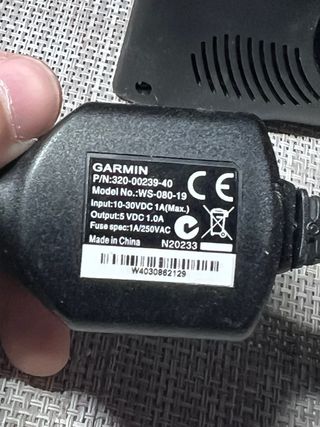 GARMIN
P/N:320-00239-40
Model No.:WS-080-19
Input:10-30VDC 1A(Max.)
Output:5 VDC 1.0A
Fuse spec:1A/250VAC
Made in China N20233
CE
W4030862129